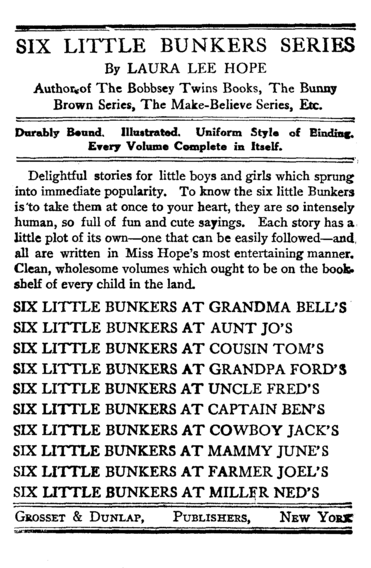 SIX LITTLE BUNKERS SERIES
By LAURA LEE HOPE
Author of The Bobbsey Twins Books, The Bunny
Brown Series, The Make-Believe Series, Etc.
Durably Bound. Illustrated. Uniform Style of Binding.
Every Volume Complete in Itself.
Delightful stories for little boys and girls which sprung
into immediate popularity. To know the six little Bunkers
is to take them at once to your heart, they are so intensely
human, so full of fun and cute sayings. Each story has a
little plot of its own—one that can be easily followed—and
all are written in Miss Hope's most entertaining manner.
Clean, wholesome volumes which ought to be on the book-
shelf of every child in the land.
SIX LITTLE BUNKERS AT GRANDMA BELL'S
SIX LITTLE BUNKERS AT AUNT JO'S
SIX LITTLE BUNKERS AT COUSIN TOM'S
SIX LITTLE BUNKERS AT GRANDPA FORD'S
SIX LITTLE BUNKERS AT UNCLE FRED'S
SIX LITTLE BUNKERS AT CAPTAIN BEN'S
SIX LITTLE BUNKERS AT COWBOY JACK'S
SIX LITTLE BUNKERS AT MAMMY JUNE'S
SIX LITTLE BUNKERS AT FARMER JOEL'S
SIX LITTLE BUNKERS AT MILLER NED'S
GROSSET & DUNLAP, PUBLISHERS, NEW YORK